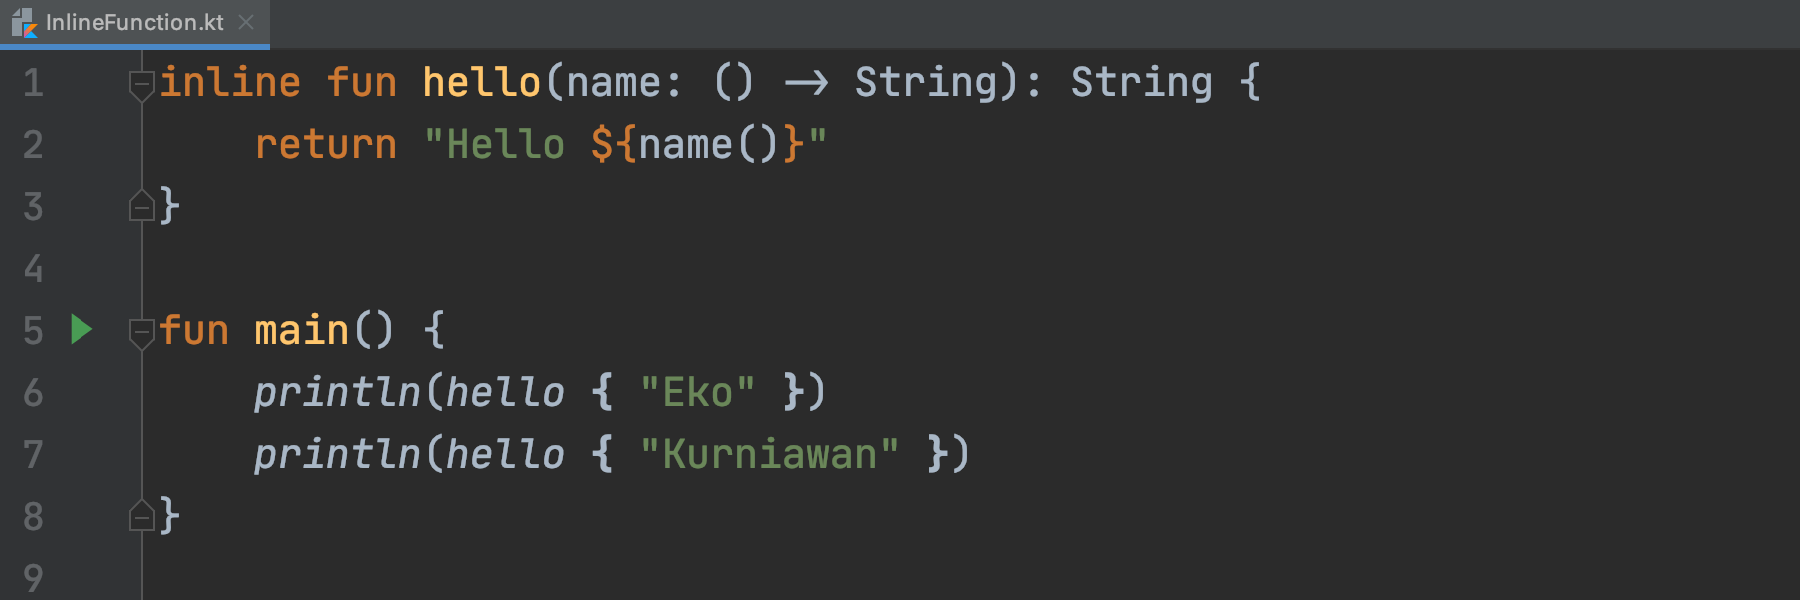 InlineFunction.kt
1 inline fun hello(name: () -> String): String {
2     return "Hello ${name()}"
3 }
4
5 fun main() {
6     println(hello { "Eko" })
7     println(hello { "Kurniawan" })
8 }
9